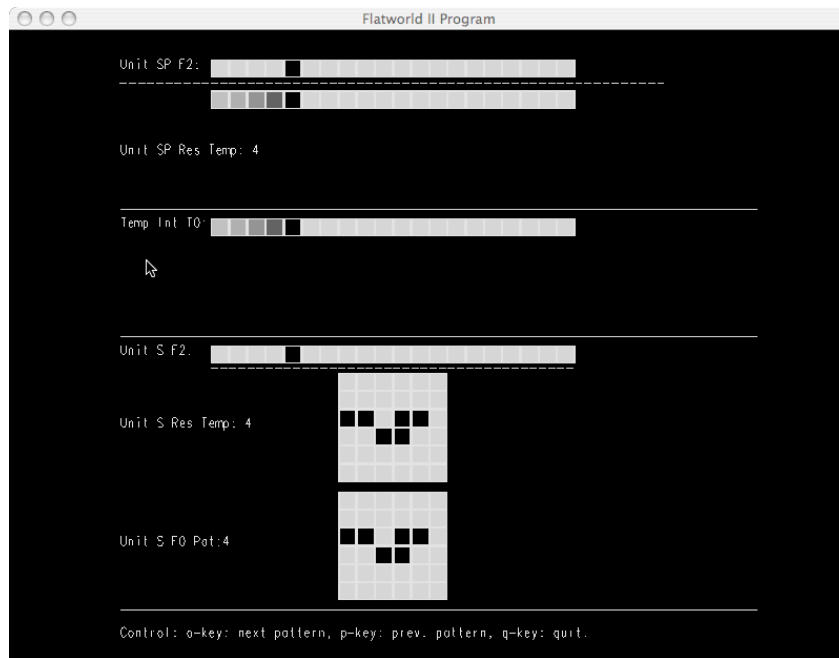 Flatworld II Program
Unit SP F2:
Unit SP Res Temp: 4
Temp Int T0:
Unit S F2:
Unit S Res Temp: 4
Unit S F0 Pat:4
Control: o-key: next pattern, p-key: prev. pattern, q-key: quit.